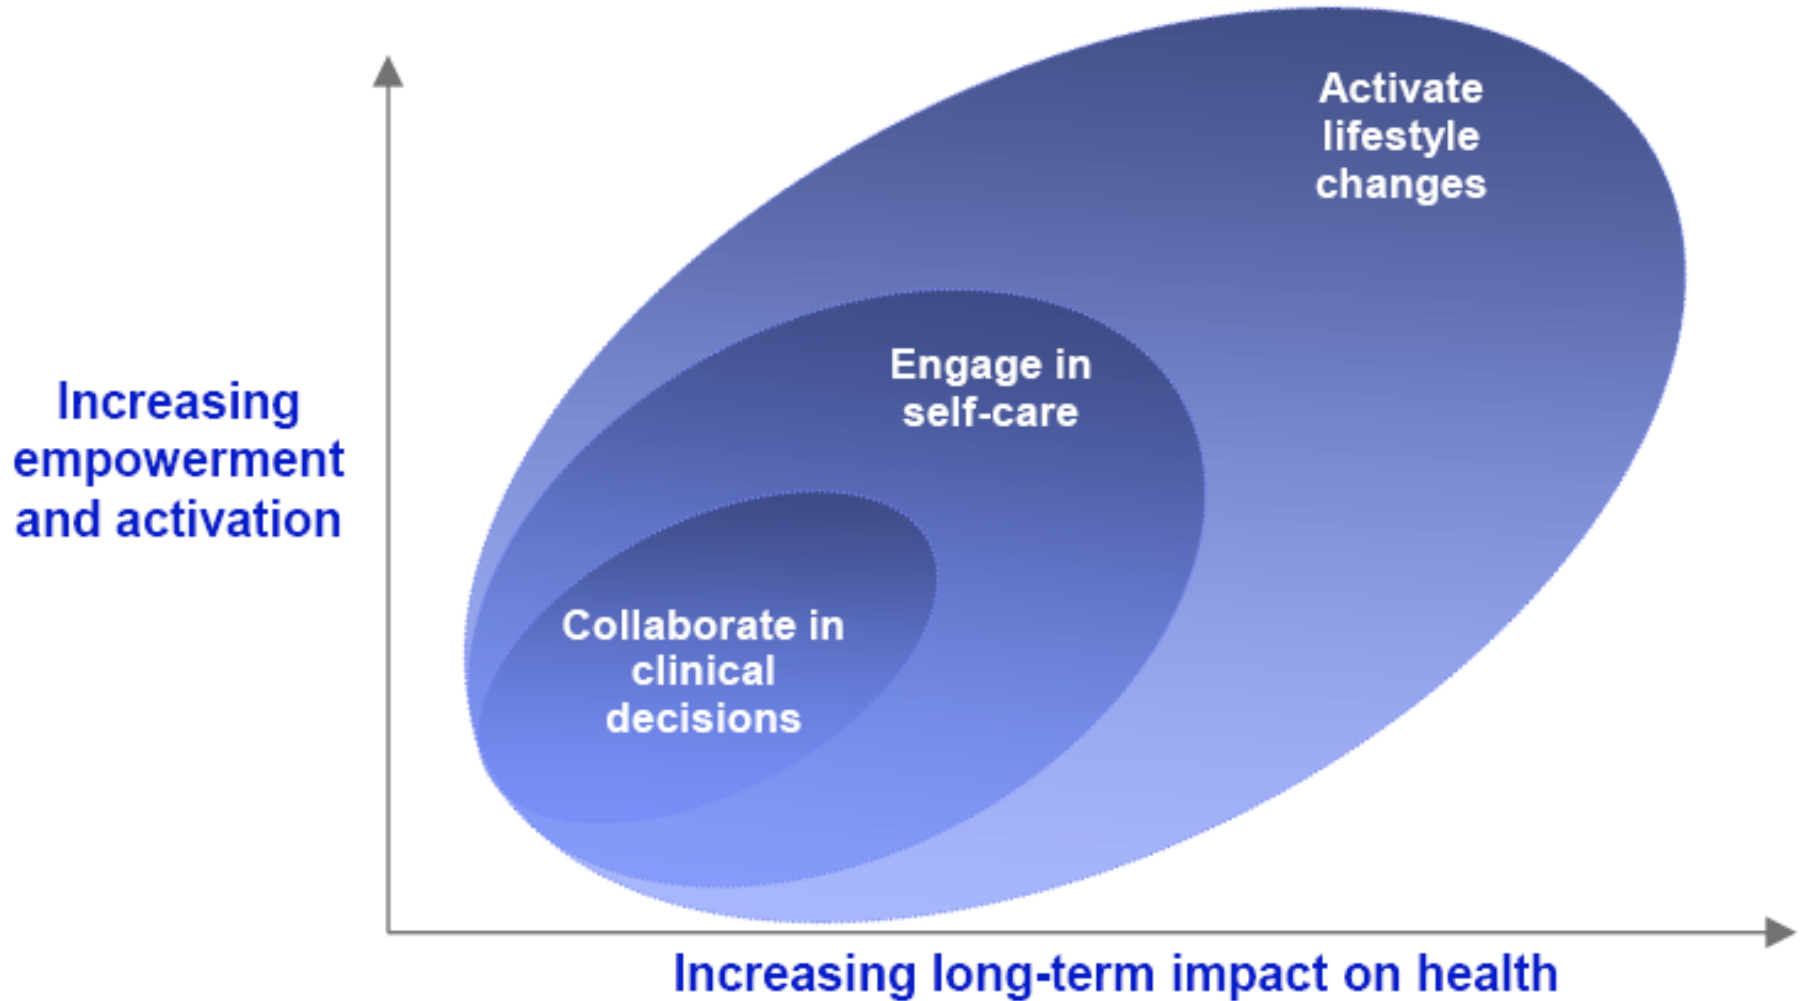 Activate
lifestyle
changes
Engage in
self-care
Increasing
empowerment
and activation
Collaborate in
clinical
decisions
Increasing long-term impact on health